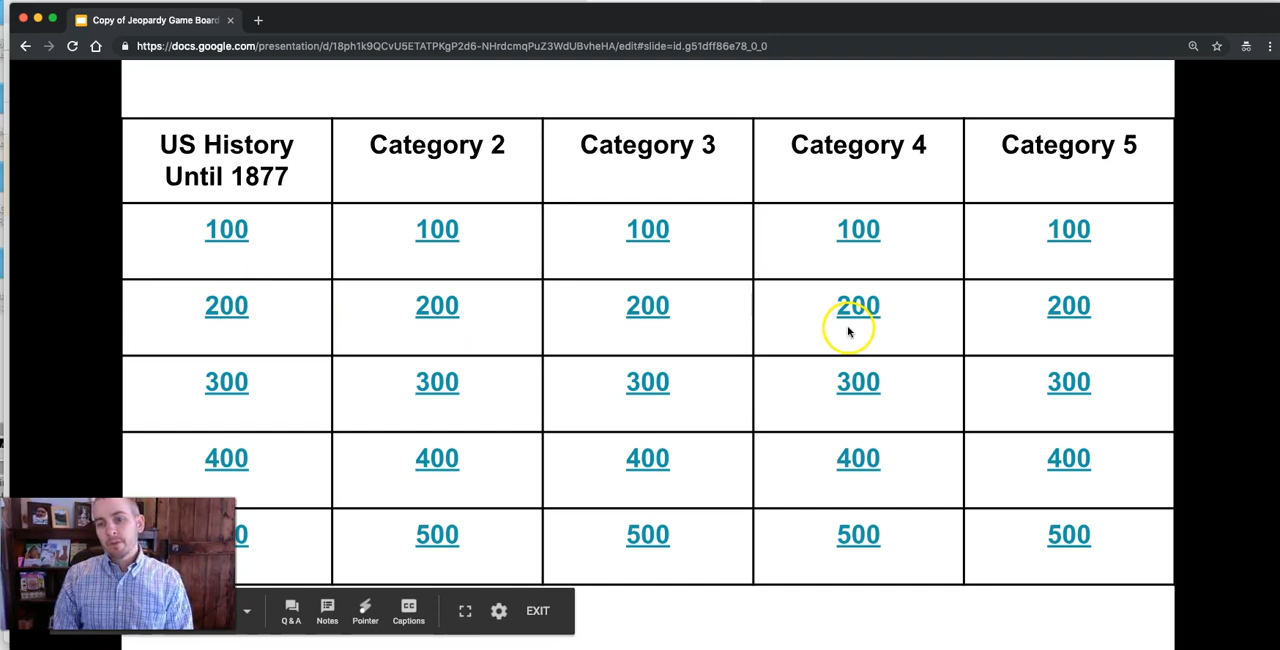 Copy of Jeopardy Game Board
https://docs.google.com/presentation/d/18ph1k9QCvU5ETATPKgP2d6-NHrdcmqPuZ3WdUBvheHA/edit#slide=id.g51dff86e78_0_0
US History Until 1877 Category 2 Category 3 Category 4 Category 5
100 100 100 100 100
200 200 200 200 200
300 300 300 300 300
400 400 400 400 400
0 500 500 500 500
Q & A Notes Pointer Captions EXIT